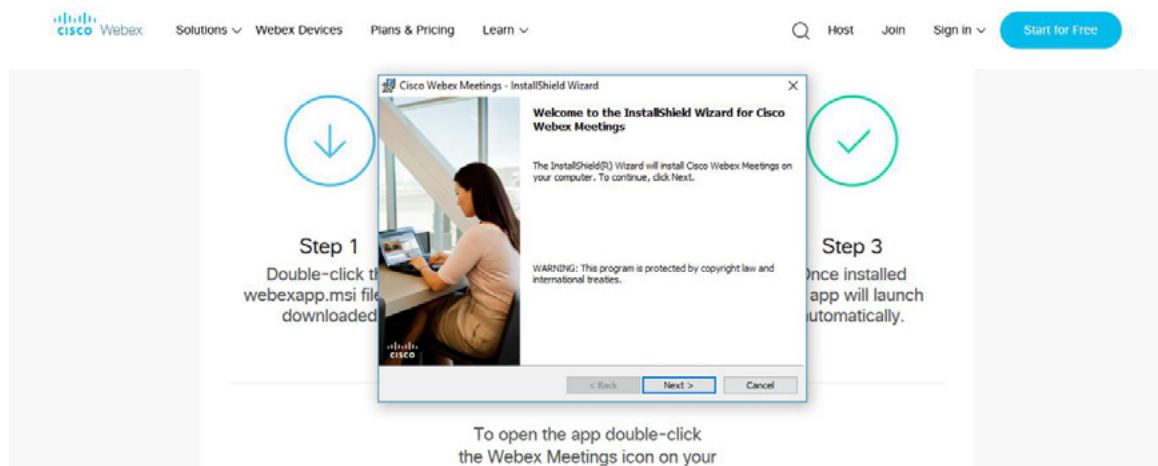 CISCO Webex Solutions Webex Devices Plans & Pricing Learn Host Join Sign in Start for Free
Cisco Webex Meetings - InstallShield Wizard
Welcome to the InstallShield Wizard for Cisco
Webex Meetings
The InstallShield(R) Wizard will install Cisco Webex Meetings on
your computer. To continue, click Next.
WARNING: This program is protected by copyright law and
international treaties.
CISCO
< Back Next > Cancel
Step 1
Double-click
webexapp.msi
downloaded
Step 3
installed
app will launch
To open the app double-click
the Webex Meetings icon on your